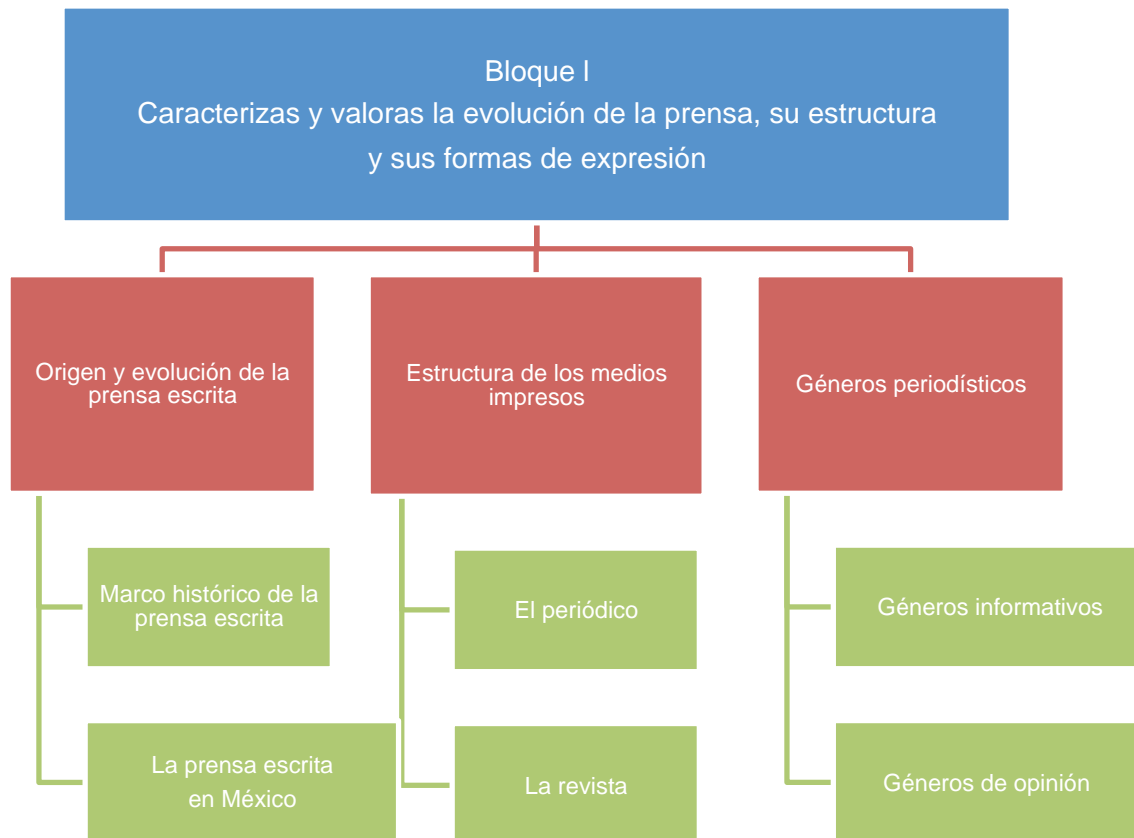 Bloque I
Caracterizas y valoras la evolución de la prensa, su estructura
y sus formas de expresión
Origen y evolución de la
prensa escrita
Estructura de los medios
impresos
Géneros periodísticos
Marco histórico de la
prensa escrita
El periódico
Géneros informativos
La prensa escrita
en México
La revista
Géneros de opinión